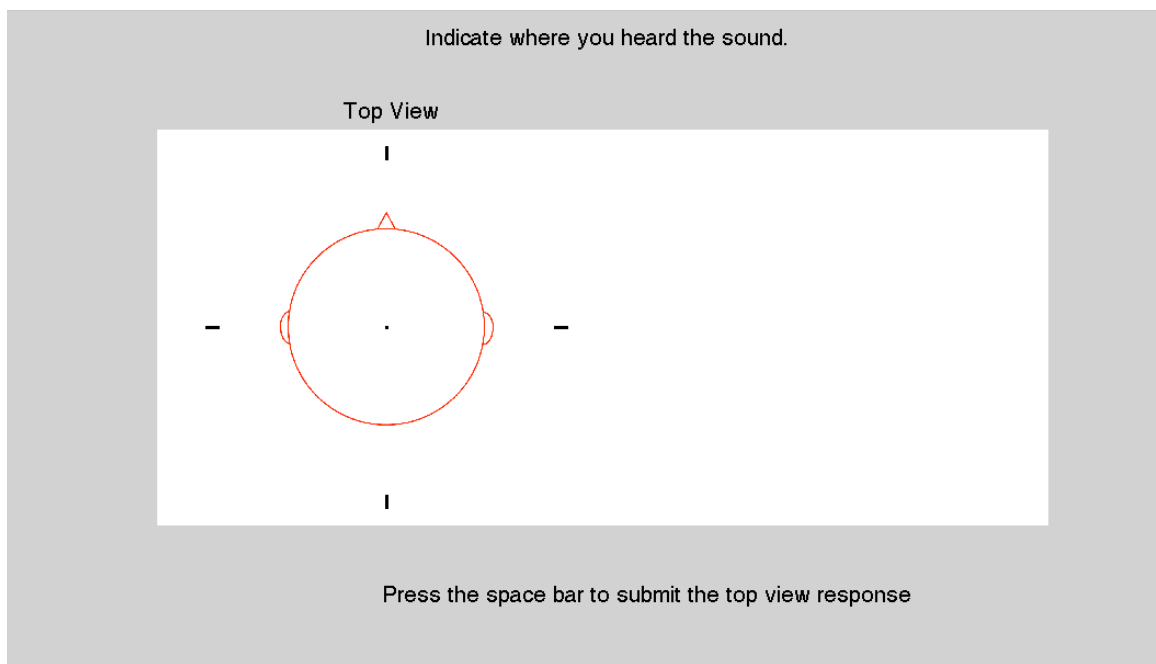 Indicate where you heard the sound.
Top View
Press the space bar to submit the top view response